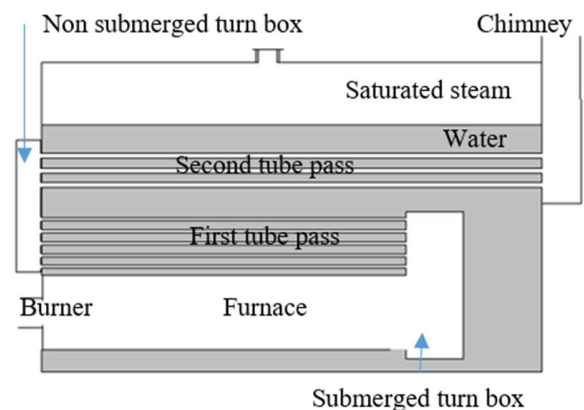 Non submerged turn box
Chimney
Saturated steam
Water
Second tube pass
First tube pass
Burner
Furnace
Submerged turn box